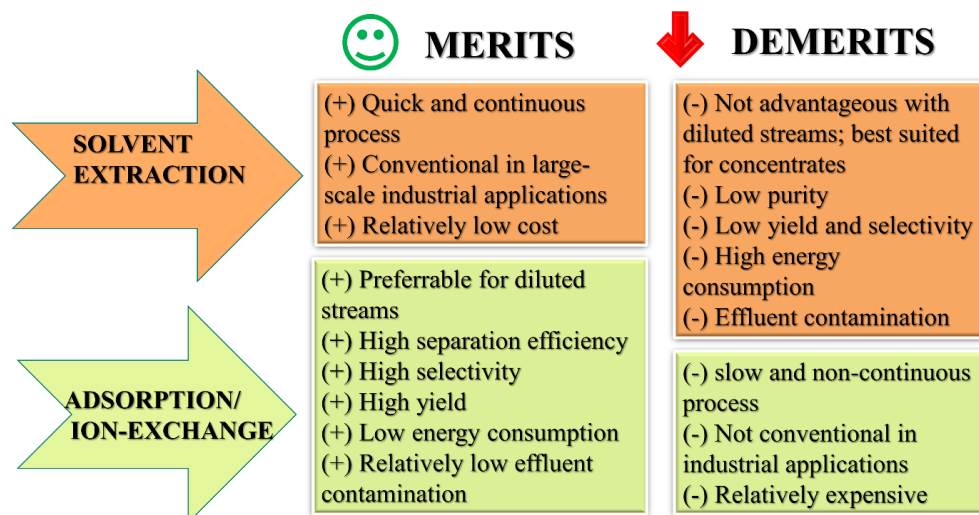 MERITS
DEMERITS
SOLVENT
EXTRACTION
(+) Quick and continuous
process
(+) Conventional in large-
scale industrial applications
(+) Relatively low cost
(-) Not advantageous with
diluted streams; best suited
for concentrates
(-) Low purity
(-) Low yield and selectivity
(-) High energy
consumption
(-) Effluent contamination
ADSORPTION/
ION-EXCHANGE
(+) Preferrable for diluted
streams
(+) High separation efficiency
(+) High selectivity
(+) High yield
(+) Low energy consumption
(+) Relatively low effluent
contamination
(-) slow and non-continuous
process
(-) Not conventional in
industrial applications
(-) Relatively expensive